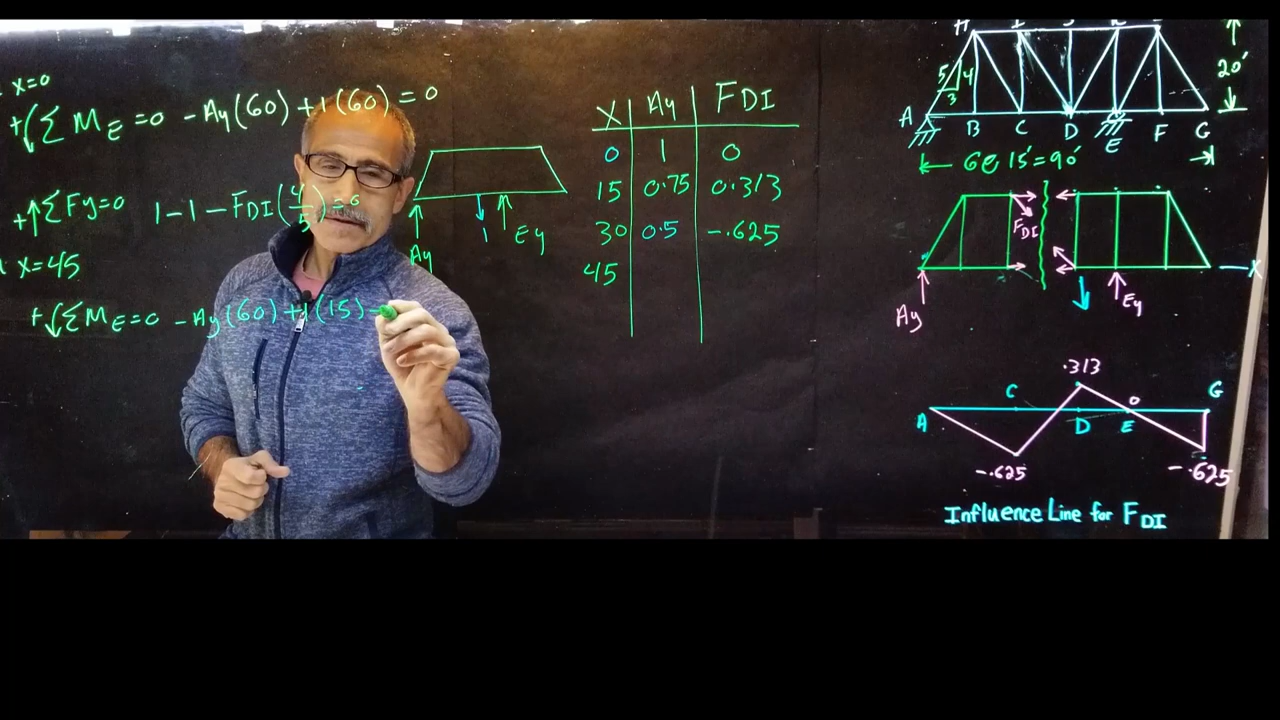 x=0
+ ΣM_E=0 -Ay(60)+1(60)=0
+↑ΣFy=0 1-1-FDI(4/5)=0
x=45
+ ΣM_E=0 -Ay(60)+1(15)-
Ay
1
Ey
X Ay FDI
0 1 0
15 0.75 0.313
30 0.5 -.625
45
H
20'
5 4
3
A B C D E F G
6@15'=90'
FDI
X
Ay
Ey
.313
A C D 0 E G
-.625
-.625
Influence Line for FDI